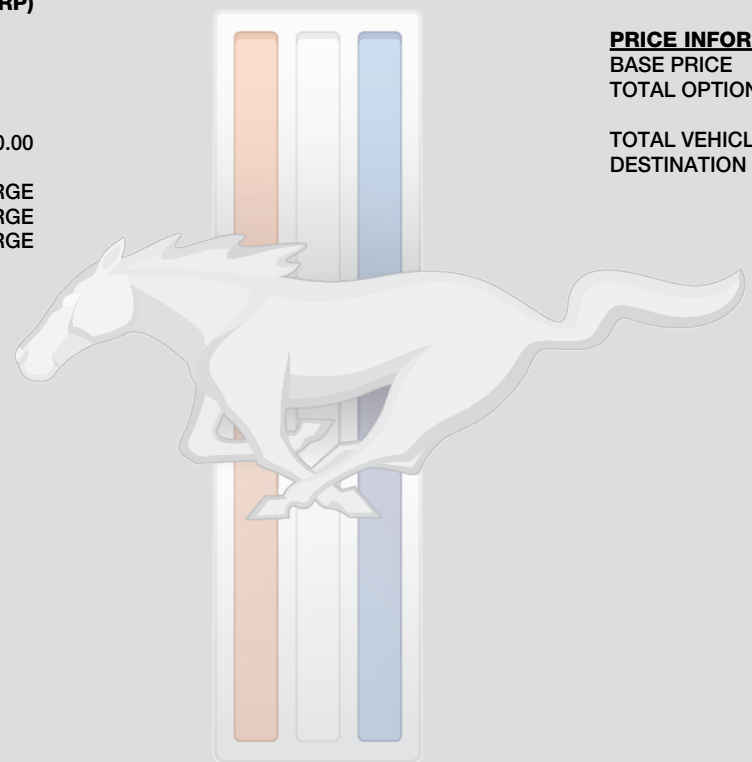 RP)
0.00
RGE
RGE
RGE
PRICE INFOR
BASE PRICE
TOTAL OPTION
TOTAL VEHICL
DESTINATION